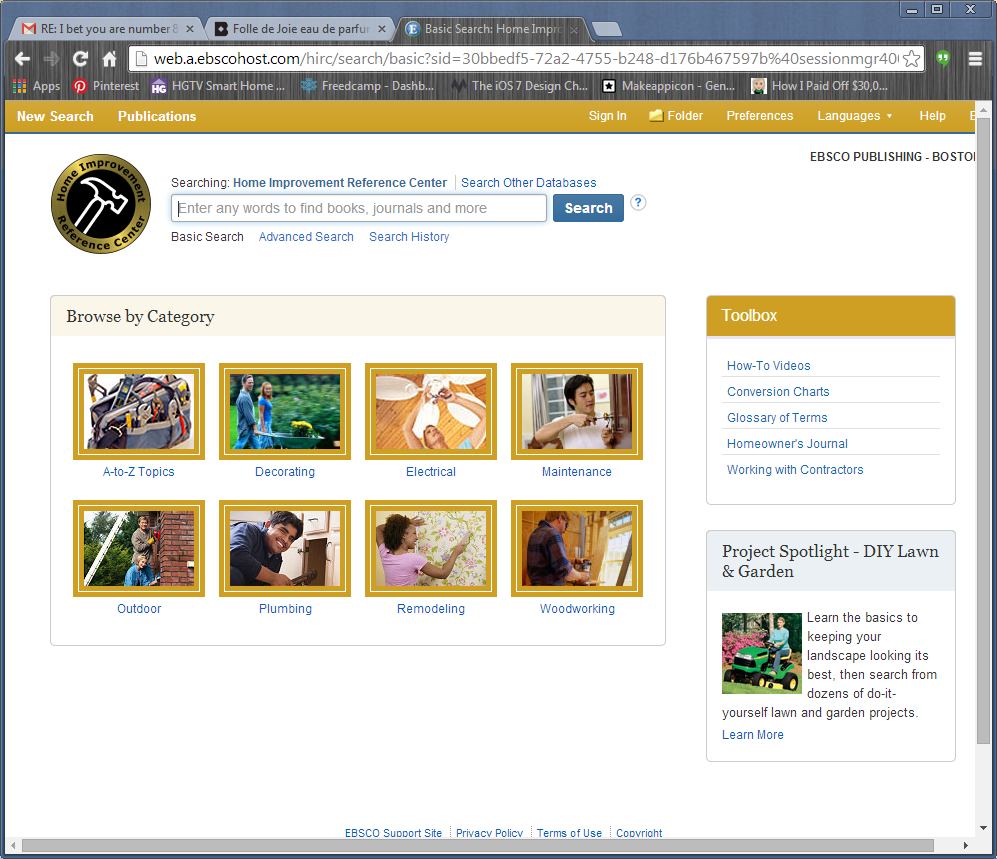 RE: I bet you are number 8
Folle de Joie eau de parfum
Basic Search: Home Impro
web.a.ebscohost.com/hirc/search/basic?sid=30bbedf5-72a2-4755-b248-d176b467597b%40sessionmgr400
Apps Pinterest HGTV Smart Home ... Freedcamp - Dashb... The iOS 7 Design Ch... Makeappicon - Gen... How I Paid Off $30,0...
New Search Publications Sign In Folder Preferences Languages Help E
EBSCO PUBLISHING - BOSTON
Home Improvement Reference Center
Searching: Home Improvement Reference Center Search Other Databases
Enter any words to find books, journals and more Search ?
Basic Search Advanced Search Search History
Browse by Category
A-to-Z Topics Decorating Electrical Maintenance
Outdoor Plumbing Remodeling Woodworking
Toolbox
How-To Videos
Conversion Charts
Glossary of Terms
Homeowner's Journal
Working with Contractors
Project Spotlight - DIY Lawn
& Garden
Learn the basics to
keeping your
landscape looking its
best, then search from
dozens of do-it-
yourself lawn and garden projects.
Learn More
EBSCO Support Site Privacy Policy Terms of Use Copyright